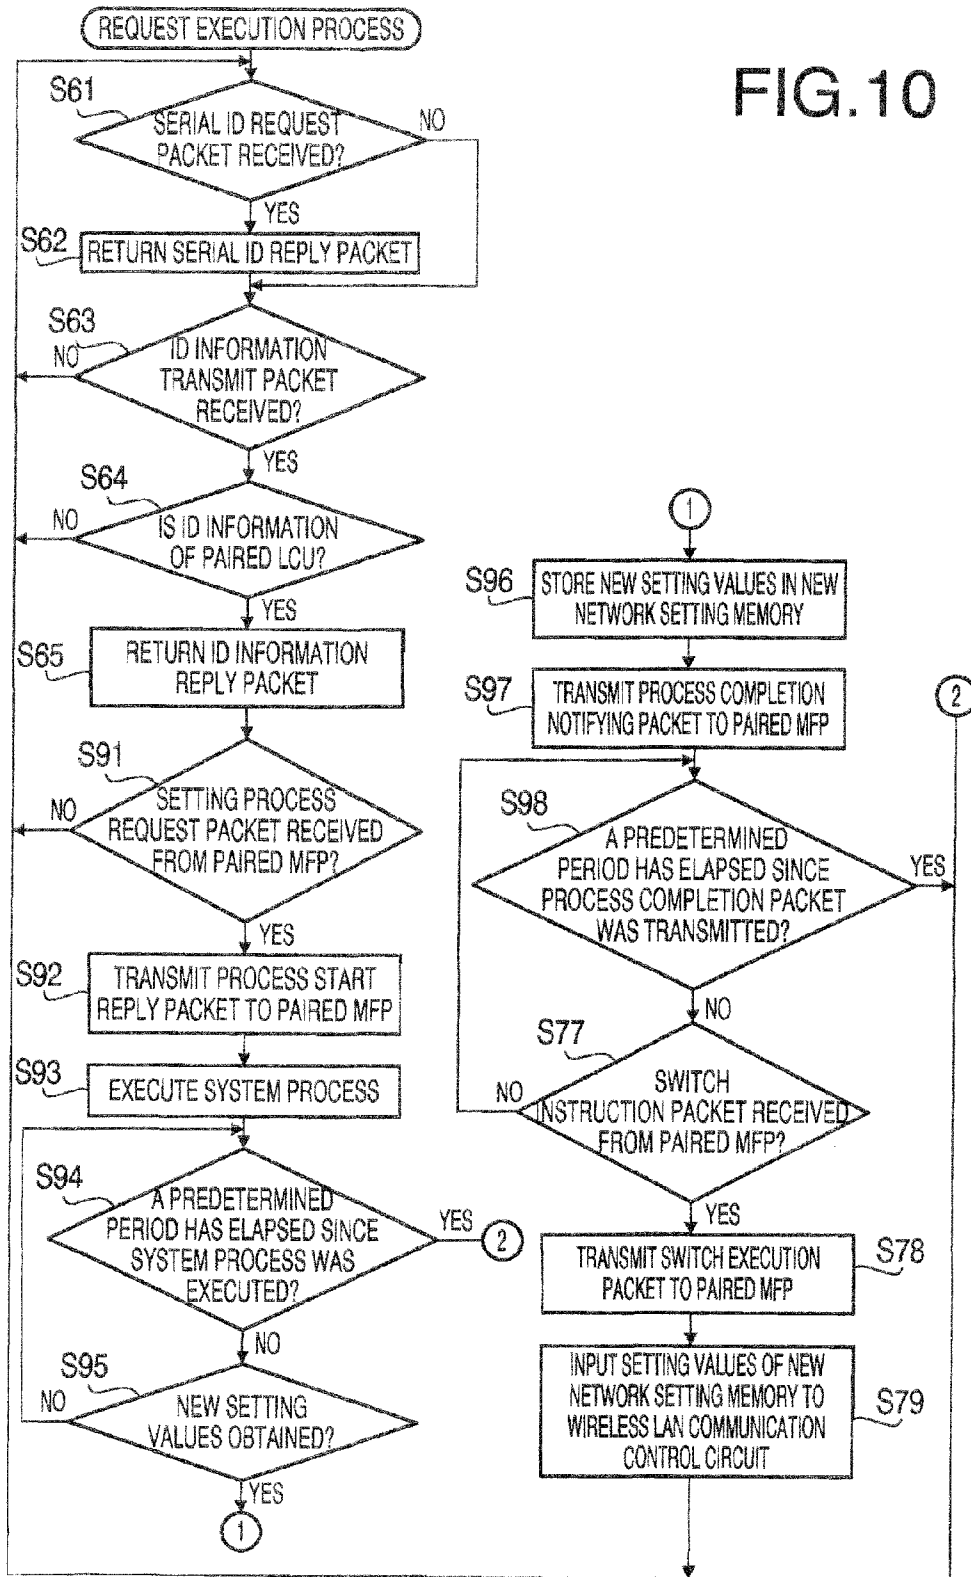 REQUEST EXECUTION PROCESS
FIG.10
S61
SERIAL ID REQUEST
PACKET RECEIVED?
NO
YES
S62
RETURN SERIAL ID REPLY PACKET
S63
ID INFORMATION
TRANSMIT PACKET
RECEIVED?
NO
YES
S64
IS ID INFORMATION
OF PAIRED LCU?
NO
YES
S65
RETURN ID INFORMATION
REPLY PACKET
S91
SETTING PROCESS
REQUEST PACKET RECEIVED
FROM PAIRED MFP?
NO
YES
S92
TRANSMIT PROCESS START
REPLY PACKET TO PAIRED MFP
S93
EXECUTE SYSTEM PROCESS
S94
A PREDETERMINED
PERIOD HAS ELAPSED SINCE
SYSTEM PROCESS WAS
EXECUTED?
YES
2
NO
S95
NEW SETTING
VALUES OBTAINED?
NO
YES
1
1
S96
STORE NEW SETTING VALUES IN NEW
NETWORK SETTING MEMORY
S97
TRANSMIT PROCESS COMPLETION
NOTIFYING PACKET TO PAIRED MFP
2
S98
A PREDETERMINED
PERIOD HAS ELAPSED SINCE
PROCESS COMPLETION PACKET
WAS TRANSMITTED?
YES
NO
S77
SWITCH
INSTRUCTION PACKET RECEIVED
FROM PAIRED MFP?
NO
YES
TRANSMIT SWITCH EXECUTION
PACKET TO PAIRED MFP
S78
INPUT SETTING VALUES OF NEW
NETWORK SETTING MEMORY TO
WIRELESS LAN COMMUNICATION
CONTROL CIRCUIT
S79